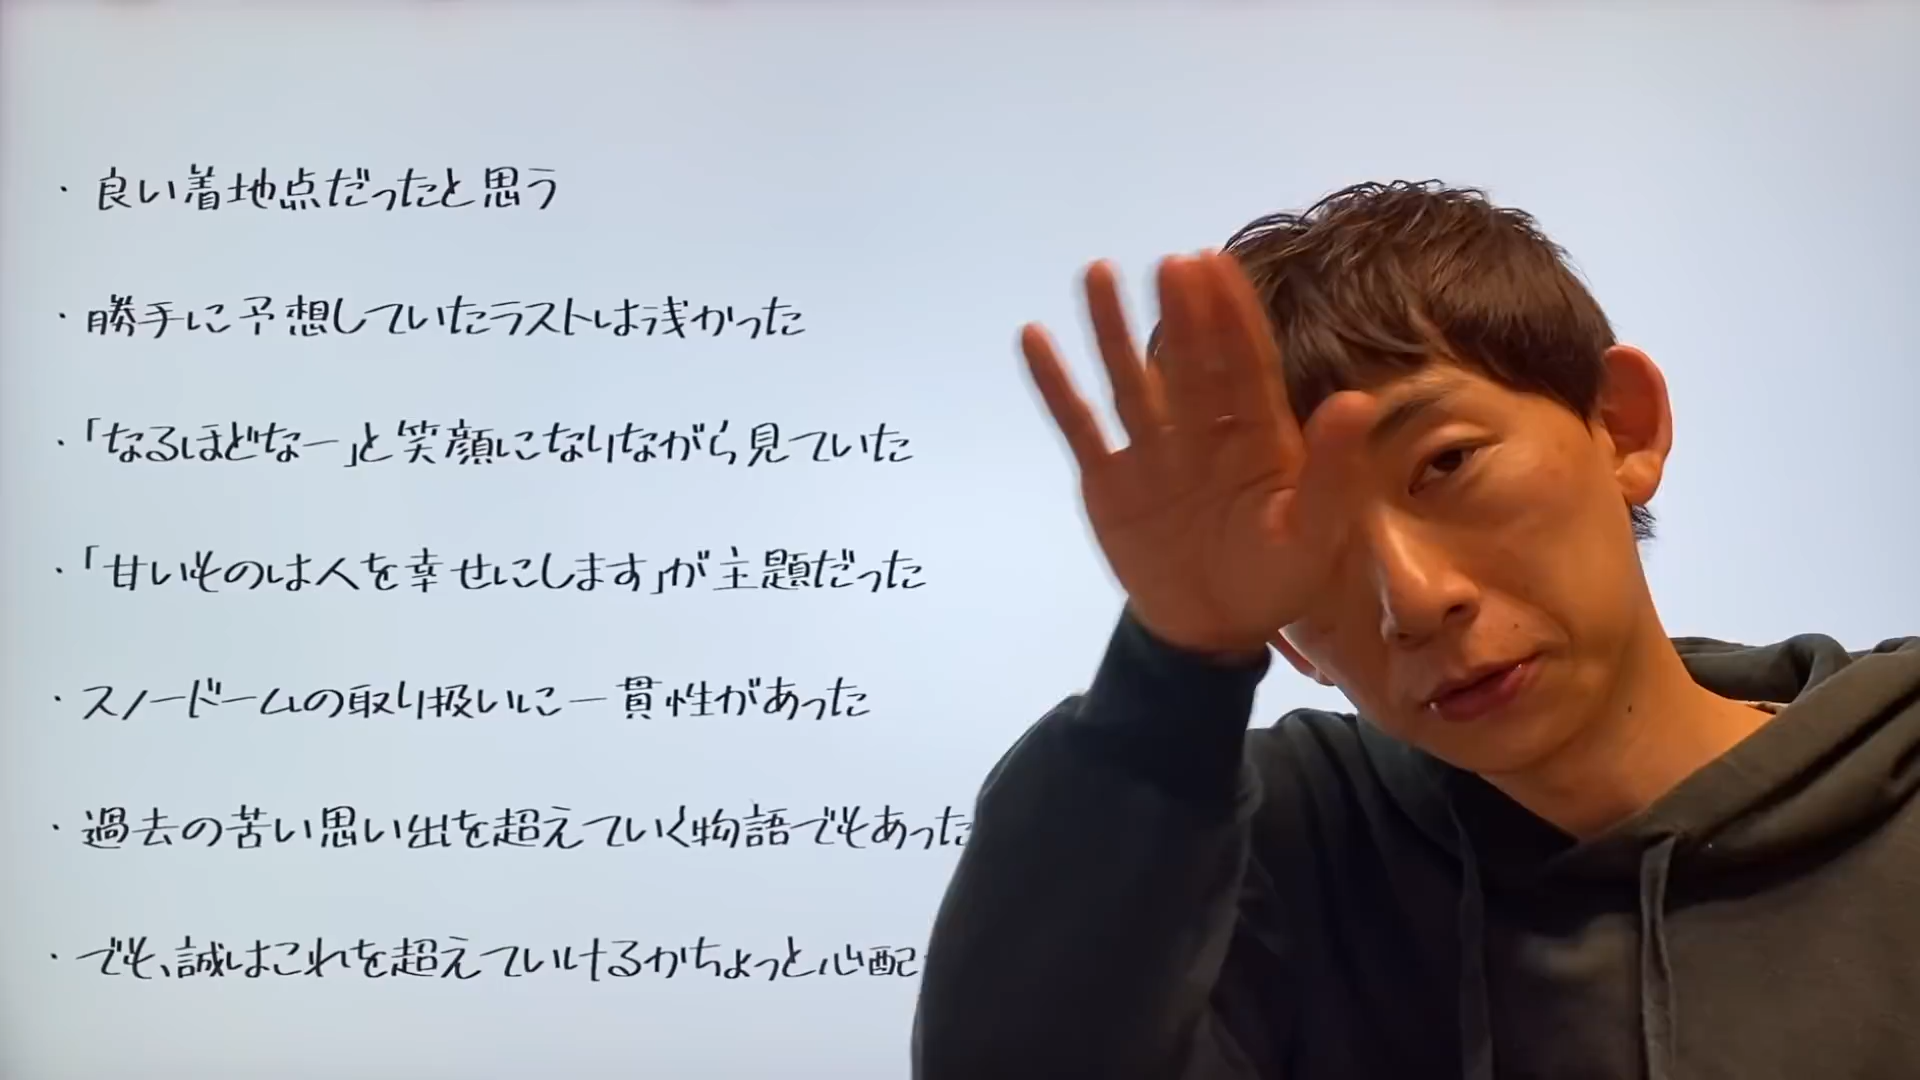 ・良い着地点だったと思う
・勝手に予想していたラストは浅かった
・「なるほどなー」と笑顔になりながら見ていた
・「甘いものは人を幸せにします」が主題だった
・スノードームの取り扱いに一貫性があった
・過去の苦い思い出を超えていく物語でもあった
・でも、誠はこれを超えていけるかちょっと心配